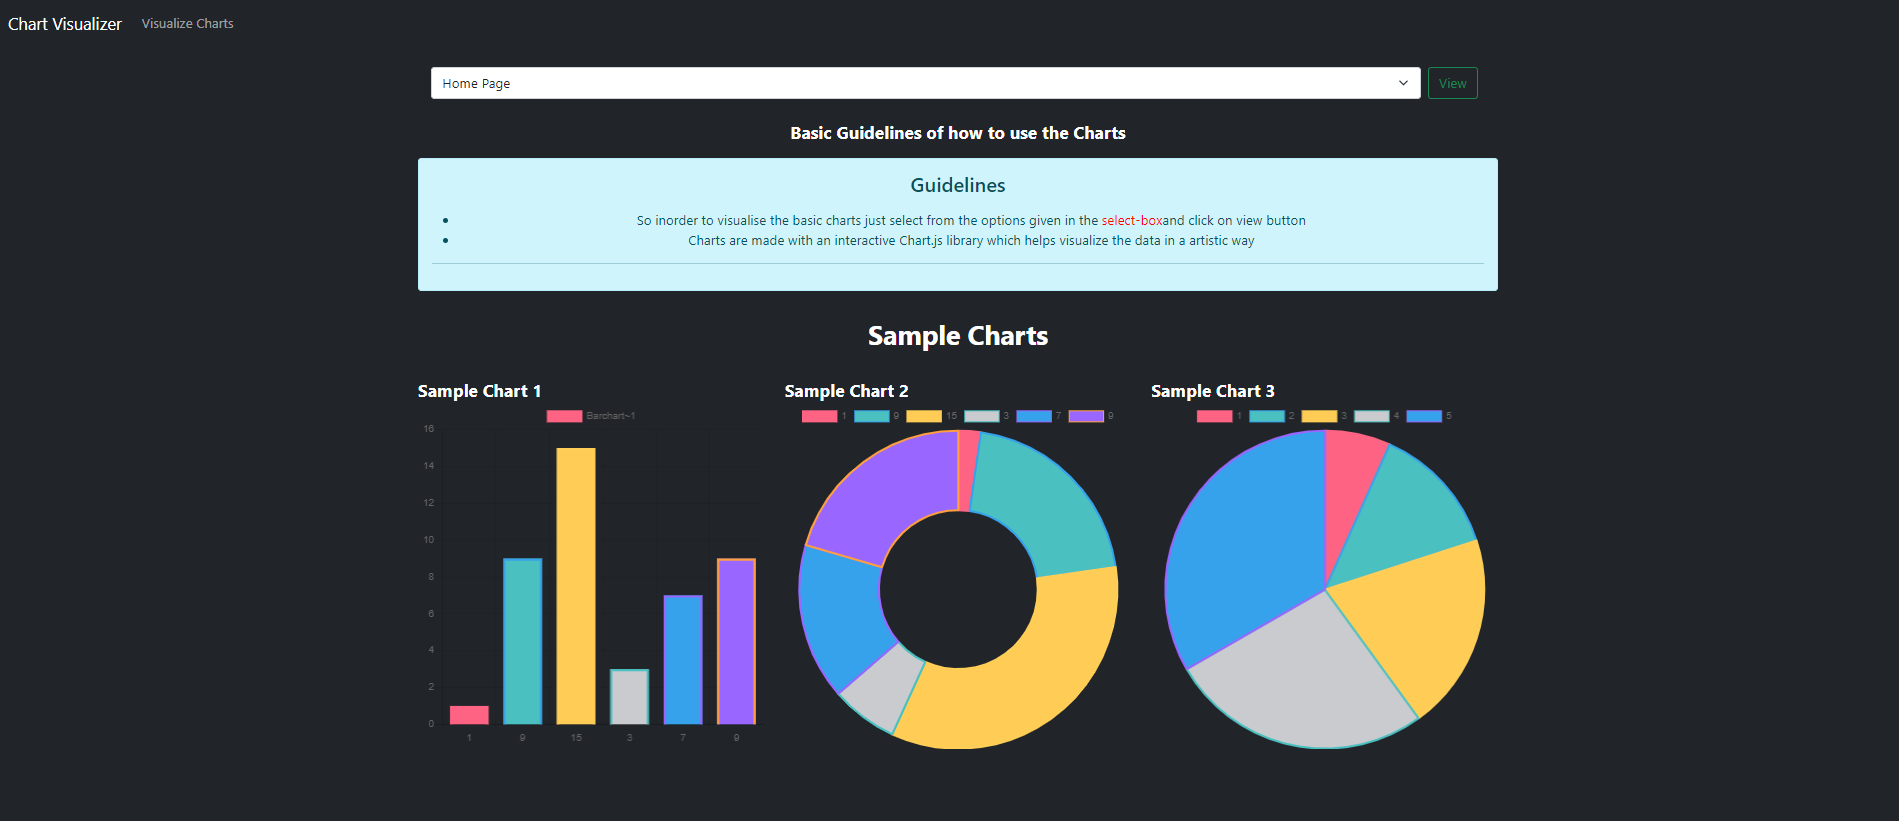 Chart Visualizer Visualize Charts
Home Page View
Basic Guidelines of how to use the Charts
Guidelines
So inorder to visualise the basic charts just select from the options given in the select-boxand click on view button
Charts are made with an interactive Chart.js library which helps visualize the data in a artistic way
Sample Charts
Sample Chart 1
Barchart~1
16
14
12
10
8
6
4
2
0
1 9 15 3 7 9
Sample Chart 2
1 9 15 3 7 9
Sample Chart 3
1 2 3 4 5